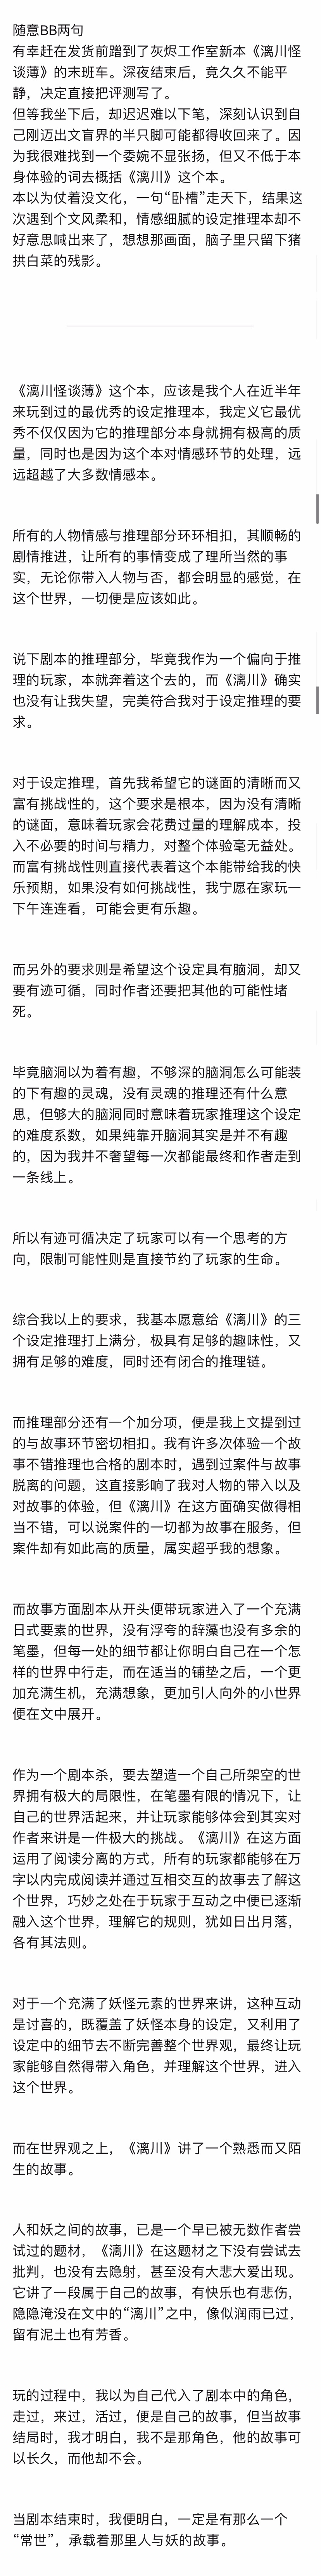 随意BB两句
有幸赶在发货前蹭到了灰烬工作室新本《漓川怪
谈薄》的末班车。深夜结束后，竟久久不能平
静，决定直接把评测写了。
但等我坐下后，却迟迟难以下笔，深刻认识到自
己刚迈出文盲界的半只脚可能都得收回来了。因
为我很难找到一个委婉不显张扬，但又不低于本
身体验的词去概括《漓川》这个本。
本以为仗着没文化，一句“卧槽”走天下，结果这
次遇到个文风柔和，情感细腻的设定推理本却不
好意思喊出来了，想想那画面，脑子里只留下猪
拱白菜的残影。
《漓川怪谈薄》这个本，应该是我个人在近半年
来玩到过的最优秀的设定推理本，我定义它最优
秀不仅仅因为它的推理部分本身就拥有极高的质
量，同时也是因为这个本对情感环节的处理，远
远超越了大多数情感本。
所有的人物情感与推理部分环环相扣，其顺畅的
剧情推进，让所有的事情变成了理所当然的事
实，无论你带入人物与否，都会明显的感觉，在
这个世界，一切便是应该如此。
说下剧本的推理部分，毕竟我作为一个偏向于推
理的玩家，本就奔着这个去的，而《漓川》确实
也没有让我失望，完美符合我对于设定推理的要
求。
对于设定推理，首先我希望它的谜面的清晰而又
富有挑战性的，这个要求是根本，因为没有清晰
的谜面，意味着玩家会花费过量的理解成本，投
入不必要的时间与精力，对整个体验毫无益处。
而富有挑战性则直接代表着这个本能带给我的快
乐预期，如果没有如何挑战性，我宁愿在家玩一
下午连连看，可能会更有乐趣。
而另外的要求则是希望这个设定具有脑洞，却又
要有迹可循，同时作者还要把其他的可能性堵
死。
毕竟脑洞以为着有趣，不够深的脑洞怎么可能装
的下有趣的灵魂，没有灵魂的推理还有什么意
思，但够大的脑洞同时意味着玩家推理这个设定
的难度系数，如果纯靠开脑洞其实是并不有趣
的，因为我并不奢望每一次都能最终和作者走到
一条线上。
所以有迹可循决定了玩家可以有一个思考的方
向，限制可能性则是直接节约了玩家的生命。
综合我以上的要求，我基本愿意给《漓川》的三
个设定推理打上满分，极具有足够的趣味性，又
拥有足够的难度，同时还有闭合的推理链。
而推理部分还有一个加分项，便是我上文提到过
的与故事环节密切相扣。我有许多次体验一个故
事不错推理也合格的剧本时，遇到过案件与故事
脱离的问题，这直接影响了我对人物的带入以及
对故事的体验，但《漓川》在这方面确实做得相
当不错，可以说案件的一切都为故事在服务，但
案件却有如此高的质量，属实超乎我的想象。
而故事方面剧本从开头便带玩家进入了一个充满
日式要素的世界，没有浮夸的辞藻也没有多余的
笔墨，但每一处的细节都让你明白自己在一个怎
样的世界中行走，而在适当的铺垫之后，一个更
加充满生机，充满想象，更加引人向外的小世界
便在文中展开。
作为一个剧本杀，要去塑造一个自己所架空的世
界拥有极大的局限性，在笔墨有限的情况下，让
自己的世界活起来，并让玩家能够体会到其实对
作者来讲是一件极大的挑战。《漓川》在这方面
运用了阅读分离的方式，所有的玩家都能够在万
字以内完成阅读并通过互相交互的故事去了解这
个世界，巧妙之处在于玩家于互动之中便已逐渐
融入这个世界，理解它的规则，犹如日出月落，
各有其法则。
对于一个充满了妖怪元素的世界来讲，这种互动
是讨喜的，既覆盖了妖怪本身的设定，又利用了
设定中的细节去不断完善整个世界观，最终让玩
家能够自然得带入角色，并理解这个世界，进入
这个世界。
而在世界观之上，《漓川》讲了一个熟悉而又陌
生的故事。
人和妖之间的故事，已是一个早已被无数作者尝
试过的题材，《漓川》在这题材之下没有尝试去
批判，也没有去隐射，甚至没有大悲大爱出现。
它讲了一段属于自己的故事，有快乐也有悲伤，
隐隐淹没在文中的“漓川”之中，像似润雨已过，
留有泥土也有芳香。
玩的过程中，我以为自己代入了剧本中的角色，
走过，来过，活过，便是自己的故事，但当故事
结局时，我才明白，我不是那角色，他的故事可
以长久，而他却不会。
当剧本结束时，我便明白，一定是有那么一个
“常世”，承载着那里人与妖的故事。